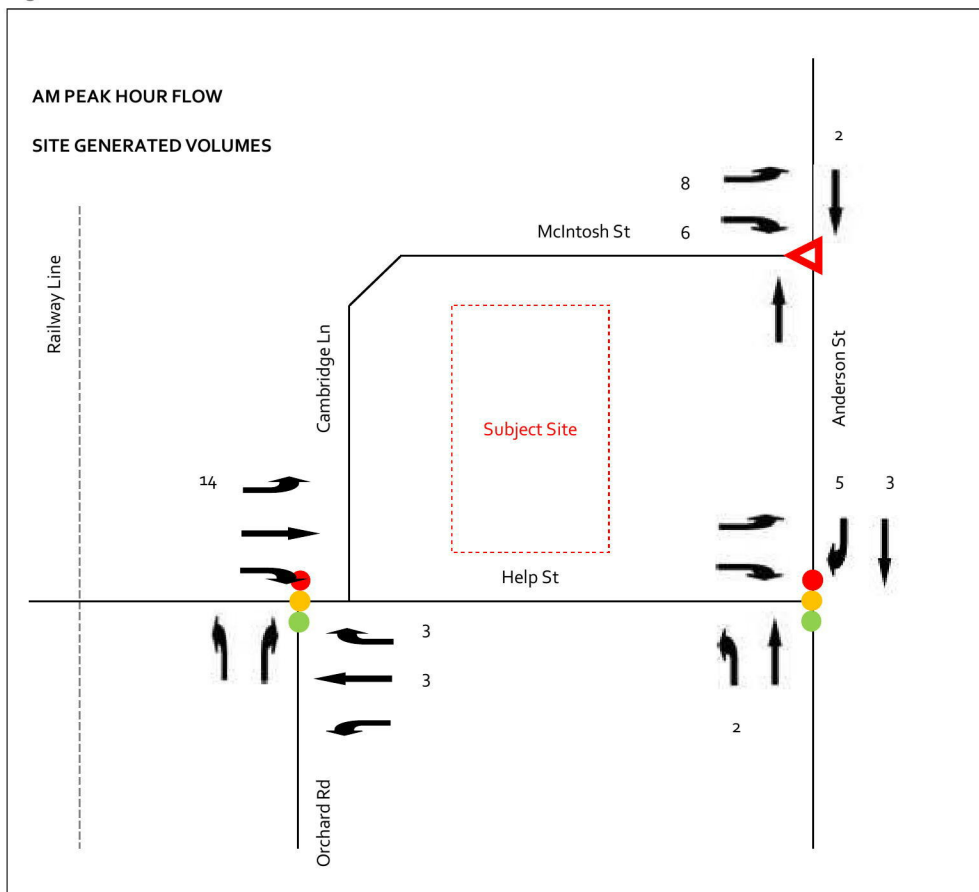 AM PEAK HOUR FLOW
SITE GENERATED VOLUMES
2
8
6
McIntosh St
Railway Line
Cambridge Ln
Anderson St
Subject Site
14
5 3
Help St
3
3
2
Orchard Rd